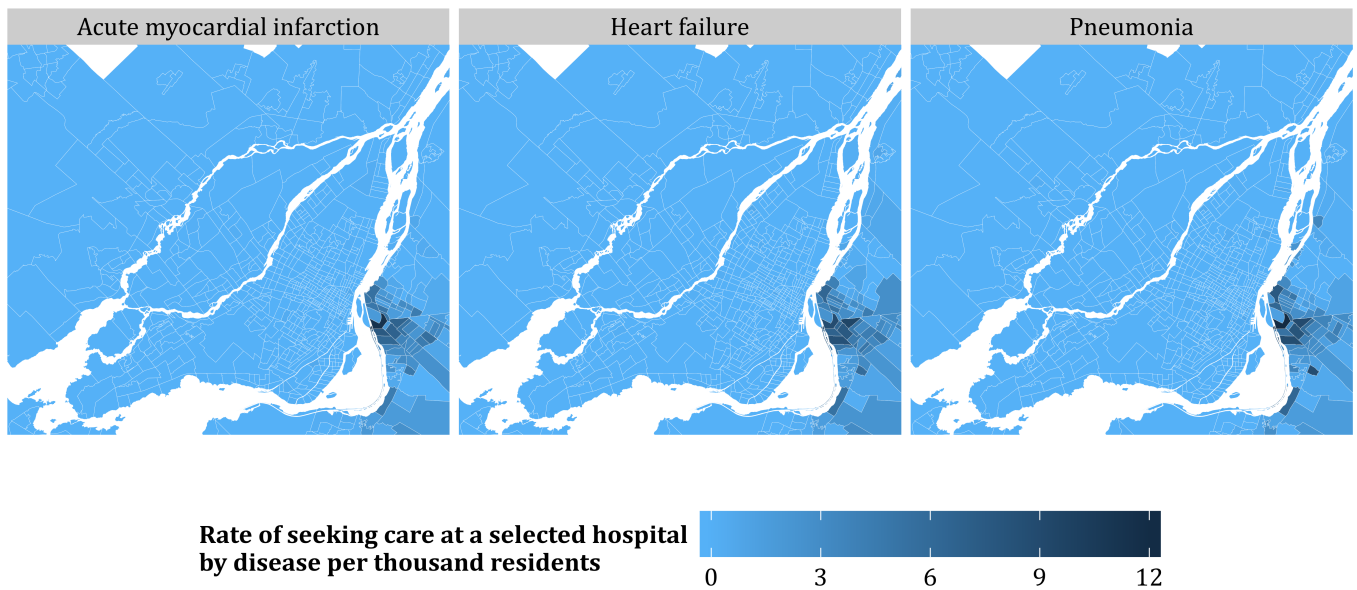 Acute myocardial infarction
Heart failure
Pneumonia
Rate of seeking care at a selected hospital
by disease per thousand residents
0 3 6 9 12